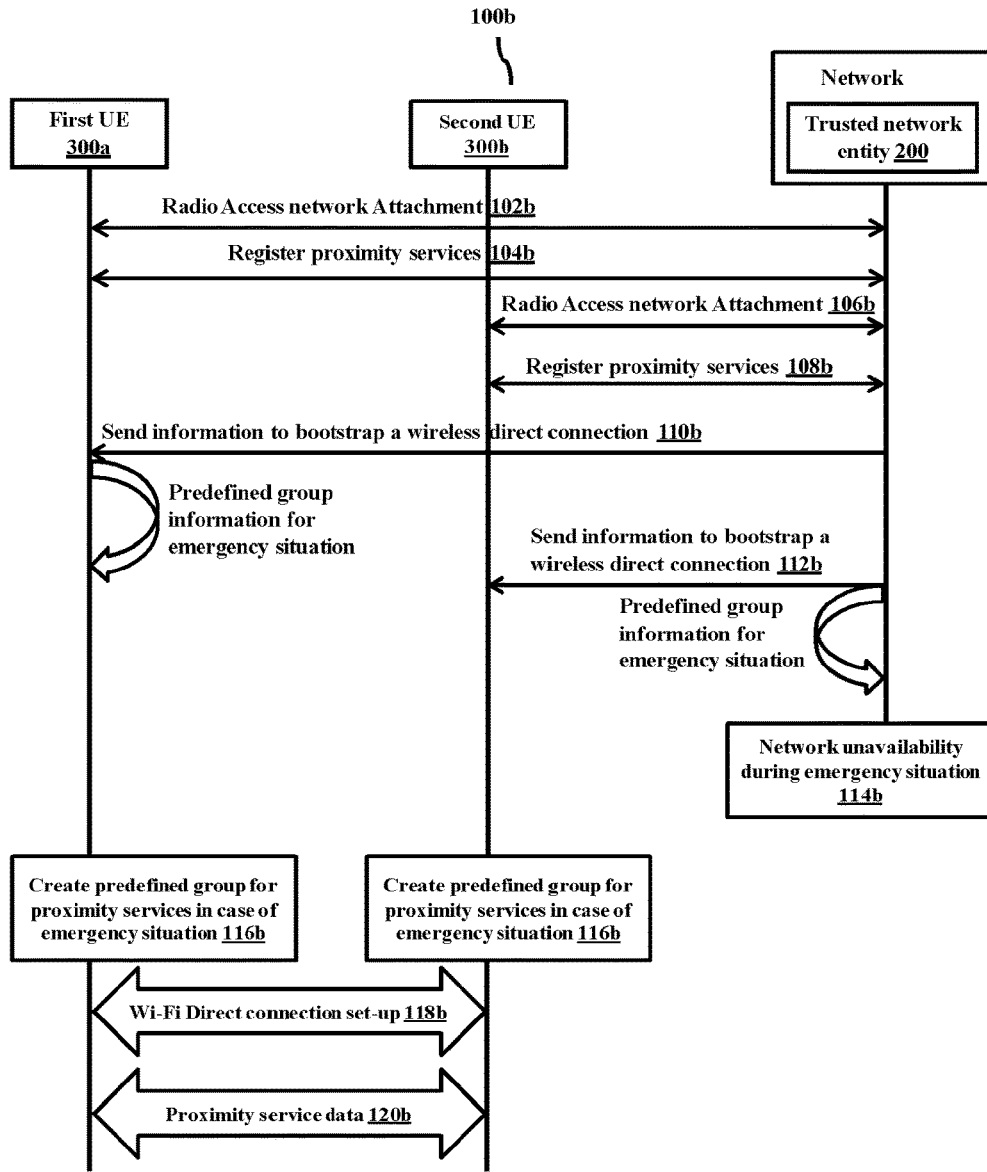 100b
Network
First UE
300a
Second UE
300b
Trusted network
entity 200
Radio Access network Attachment 102b
Register proximity services 104b
Radio Access network Attachment 106b
Register proximity services 108b
Send information to bootstrap a wireless direct connection 110b
Predefined group
information for
emergency situation
Send information to bootstrap a
wireless direct connection 112b
Predefined group
information for
emergency situation
Network unavailability
during emergency situation
114b
Create predefined group for
proximity services in case of
emergency situation 116b
Create predefined group for
proximity services in case of
emergency situation 116b
Wi-Fi Direct connection set-up 118b
Proximity service data 120b